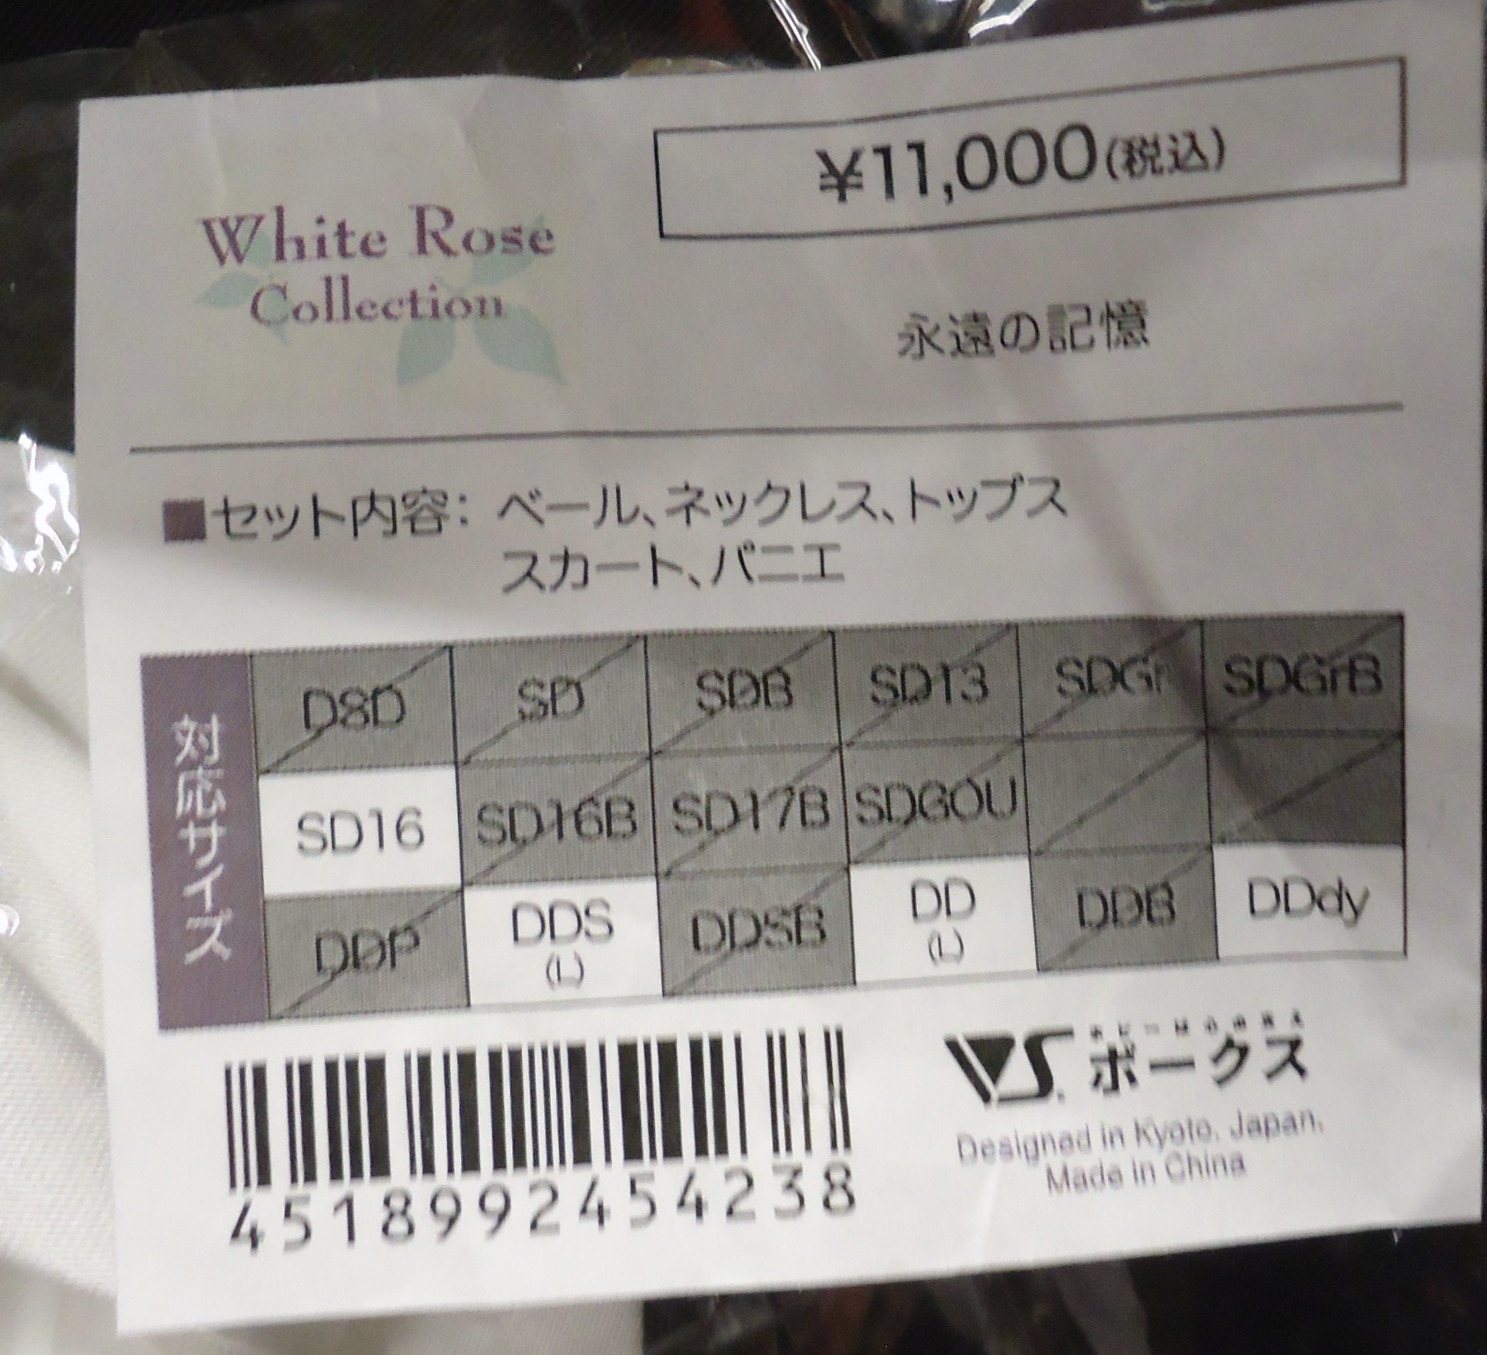 ¥11,000(税込)
White Rose
Collection
永遠の記憶
■セット内容: ベール、ネックレス、トップス
スカート、パニエ
対応サイズ
DSD SD SDB SD13 SDGr SDGrB
SD16 SD16B SD17B SDGOU
DDP DDS (L) DDSB DD (L) DDB DDdy
4518992454238
VS. ボークス
Designed in Kyoto, Japan.
Made in China